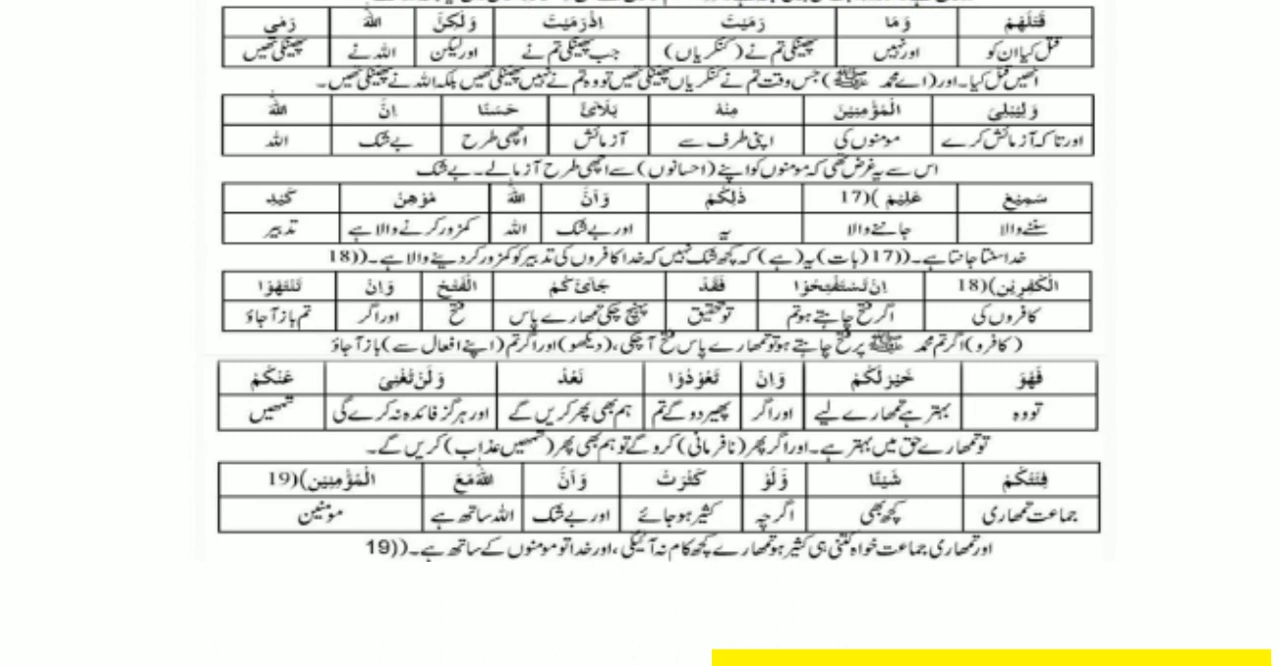 قَتَلَهُمْ وَمَا رَمَيْتَ اِذْرَمَيْتَ وَلٰكِنَّ اللّٰهَ رَمٰى
قتل کیا ان کو اور نہیں پھینکی تم نے (کنکریاں) جب پھینکی تم نے اور لیکن اللہ نے پھینکی تھیں
انھیں قتل کیا۔ اور (اے محمد ﷺ) جس وقت تم نے کنکریاں پھینکی تھیں تو وہ تم نے نہیں پھینکی تھیں بلکہ اللہ نے پھینکی تھیں۔
وَلِيُبْلِيَ الْمُؤْمِنِيْنَ مِنْهُ بَلَائً حَسَنًا اِنَّ اللّٰهَ
اور تاکہ آزمائش کرے مومنوں کی اپنی طرف سے آزمائش اچھی طرح بے شک اللہ
اس سے یہ غرض تھی کہ مومنوں کو اپنے (احسانوں) سے اچھی طرح آزمالے۔ بے شک
سَمِيْعٌ عَلِيْمٌ )(17 ذٰلِكُمْ وَاَنَّ اللّٰهَ مُوْهِنُ كَيْدِ
سننے والا جاننے والا یہ اور بے شک اللہ کمزور کرنے والا ہے تدبیر
خدا سنتا جانتا ہے۔((17 (بات) یہ (ہے) کہ کچھ شک نہیں کہ خدا کافروں کی تدبیر کو کمزور کر دینے والا ہے۔((18
الْكٰفِرِيْنَ)(18 اِنْ تَسْتَفْتِحُوْا فَقَدْ جَائَ كُمُ الْفَتْحُ وَاِنْ تَنْتَهُوْا
کافروں کی اگر فتح چاہتے ہو تم تو تحقیق پہنچ چکی تمھارے پاس فتح اور اگر تم باز آجاؤ
(کافرو) اگر تم محمد ﷺ پر فتح چاہتے ہو تو تمھارے پاس فتح آچکی، (دیکھو) اور اگر تم (اپنے افعال سے) باز آجاؤ
فَهُوَ خَيْرٌ لَّكُمْ وَاِنْ تَعُوْدُوْا نَعُدْ وَلَنْ تُغْنِيَ عَنْكُمْ
تو وہ بہتر ہے تمھارے لیے اور اگر پھیر دو گے تم ہم بھی پھر کریں گے اور ہرگز فائدہ نہ کرے گی تمھیں
تو تمھارے حق میں بہتر ہے۔ اور اگر پھر (نافرمانی) کرو گے تو ہم بھی پھر (تمھیں عذاب) کریں گے۔
فِئَتُكُمْ شَيْئًا وَّلَوْ كَثُرَتْ وَاَنَّ اللّٰهَ مَعَ الْمُؤْمِنِيْنَ)(19
جماعت تمھاری کچھ بھی اگرچہ کثیر ہو جائے اور بے شک اللہ ساتھ ہے مومنین
اور تمھاری جماعت خواہ کتنی ہی کثیر ہو تمھارے کچھ کام نہ آئیگی، اور خدا تو مومنوں کے ساتھ ہے۔((19